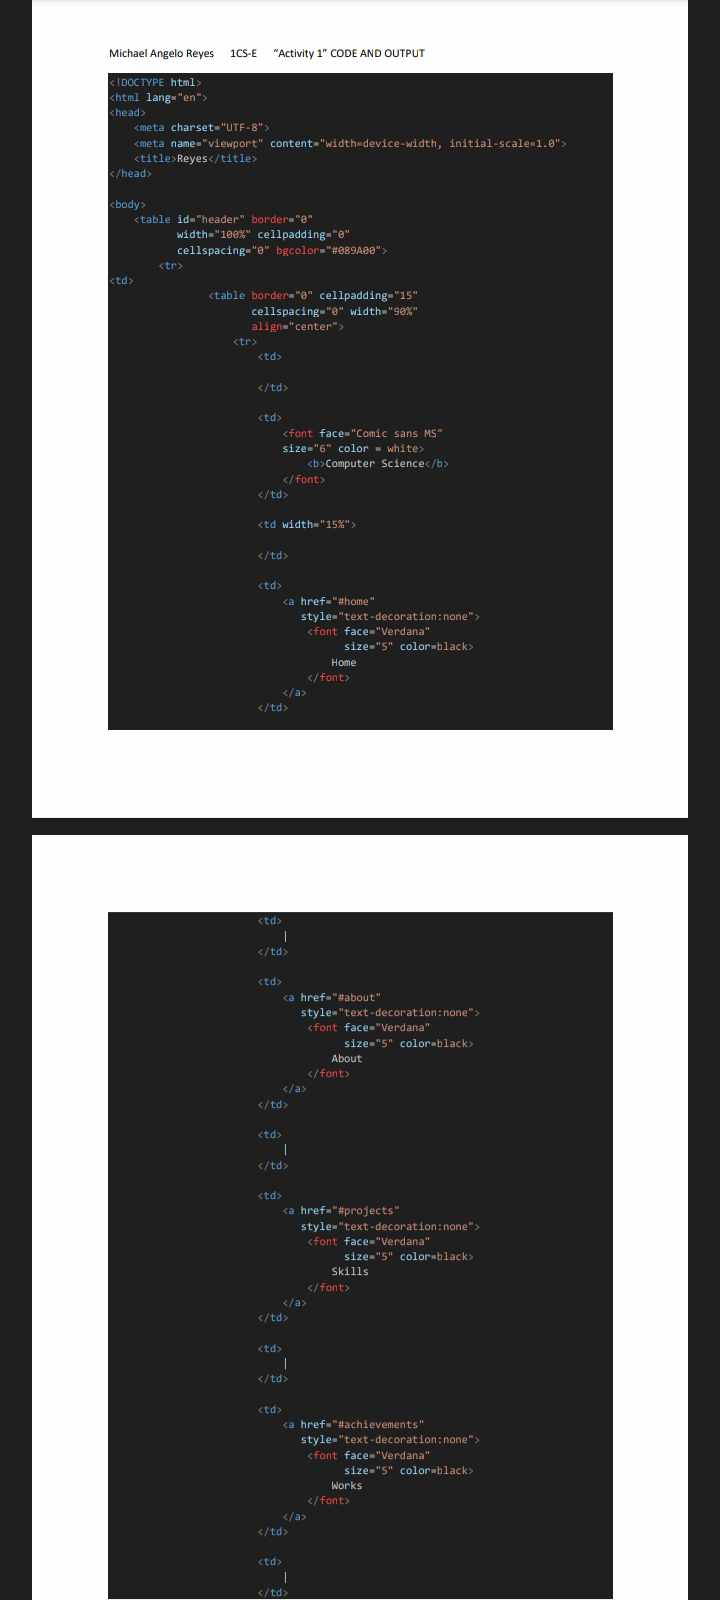 Michael Angelo Reyes 1CS-E “Activity 1” CODE AND OUTPUT
<!DOCTYPE html>
<html lang="en">
<head>
<meta charset="UTF-8">
<meta name="viewport" content="width=device-width, initial-scale=1.0">
<title>Reyes</title>
</head>
<body>
<table id="header" border="0"
width="100%" cellpadding="0"
cellspacing="0" bgcolor="#089A00">
<tr>
<td>
<table border="0" cellpadding="15"
cellspacing="0" width="90%"
align="center">
<tr>
<td>
</td>
<td>
<font face="Comic sans MS"
size="6" color = white>
<b>Computer Science</b>
</font>
</td>
<td width="15%">
</td>
<td>
<a href="#home"
style="text-decoration:none">
<font face="Verdana"
size="5" color=black>
Home
</font>
</a>
</td>
<td>
|
</td>
<td>
<a href="#about"
style="text-decoration:none">
<font face="Verdana"
size="5" color=black>
About
</font>
</a>
</td>
<td>
|
</td>
<td>
<a href="#projects"
style="text-decoration:none">
<font face="Verdana"
size="5" color=black>
Skills
</font>
</a>
</td>
<td>
|
</td>
<td>
<a href="#achievements"
style="text-decoration:none">
<font face="Verdana"
size="5" color=black>
Works
</font>
</a>
</td>
<td>
|
</td>